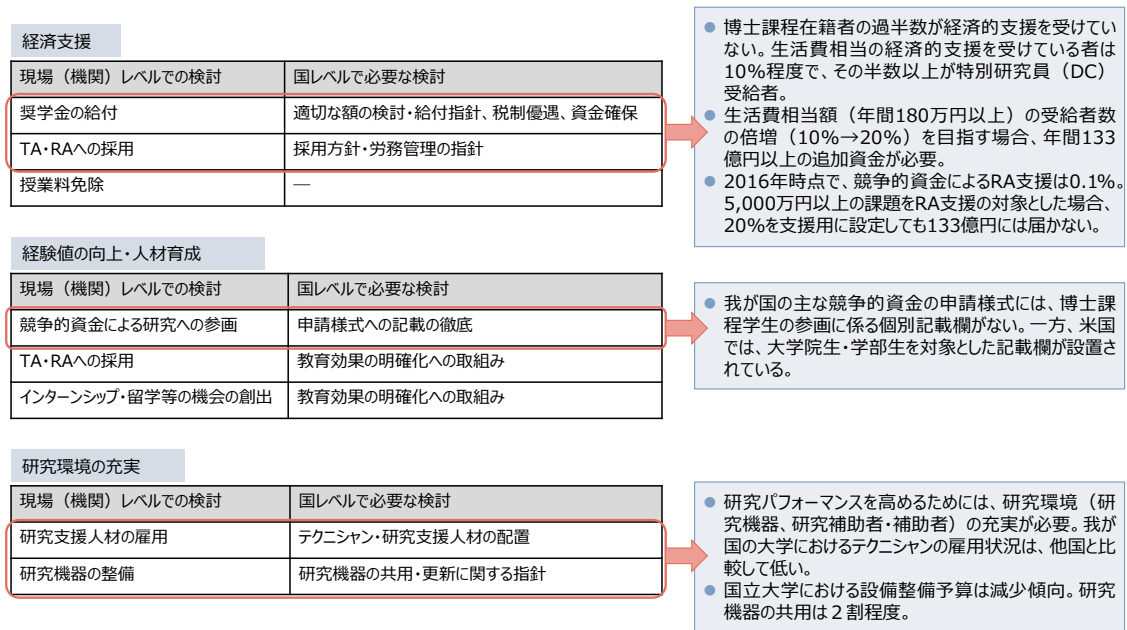 経済支援
現場（機関）レベルでの検討 国レベルで必要な検討
奨学金の給付 適切な額の検討・給付指針、税制優遇、資金確保
TA・RAへの採用 採用方針・労務管理の指針
授業料免除 ―
● 博士課程在籍者の過半数が経済的支援を受けてい
ない。生活費相当の経済的支援を受けている者は
10%程度で、その半数以上が特別研究員（DC）
受給者。
● 生活費相当額（年間180万円以上）の受給者数
の倍増（10%→20%）を目指す場合、年間133
億円以上の追加資金が必要。
● 2016年時点で、競争的資金によるRA支援は0.1%。
5,000万円以上の課題をRA支援の対象とした場合、
20%を支援用に設定しても133億円には届かない。
経験値の向上・人材育成
現場（機関）レベルでの検討 国レベルで必要な検討
競争的資金による研究への参画 申請様式への記載の徹底
TA・RAへの採用 教育効果の明確化への取組み
インターンシップ・留学等の機会の創出 教育効果の明確化への取組み
● 我が国の主な競争的資金の申請様式には、博士課
程学生の参画に係る個別記載欄がない。一方、米国
では、大学院生・学部生を対象とした記載欄が設置さ
れている。
研究環境の充実
現場（機関）レベルでの検討 国レベルで必要な検討
研究支援人材の雇用 テクニシャン・研究支援人材の配置
研究機器の整備 研究機器の共用・更新に関する指針
● 研究パフォーマンスを高めるためには、研究環境（研
究機器、研究補助者・補助者）の充実が必要。我が
国の大学におけるテクニシャンの雇用状況は、他国と比
較して低い。
● 国立大学における設備整備予算は減少傾向。研究
機器の共用は２割程度。